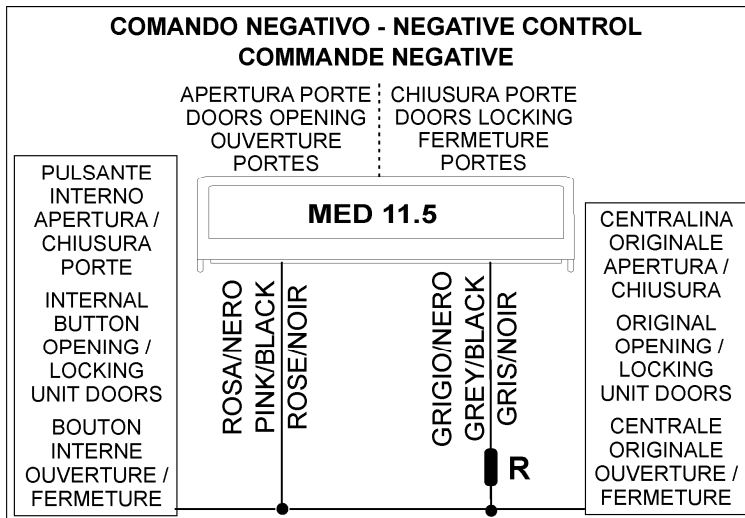 COMANDO NEGATIVO - NEGATIVE CONTROL
COMMANDE NEGATIVE
APERTURA PORTE
DOORS OPENING
OUVERTURE
PORTES
CHIUSURA PORTE
DOORS LOCKING
FERMETURE
PORTES
PULSANTE
INTERNO
APERTURA /
CHIUSURA
PORTE
INTERNAL
BUTTON
OPENING /
LOCKING
UNIT DOORS
BOUTON
INTERNE
OUVERTURE /
FERMETURE
MED 11.5
ROSA/NERO
PINK/BLACK
ROSE/NOIR
GRIGIO/NERO
GREY/BLACK
GRIS/NOIR
R
CENTRALINA
ORIGINALE
APERTURA /
CHIUSURA
ORIGINAL
OPENING /
LOCKING
UNIT DOORS
CENTRALE
ORIGINALE
OUVERTURE /
FERMETURE